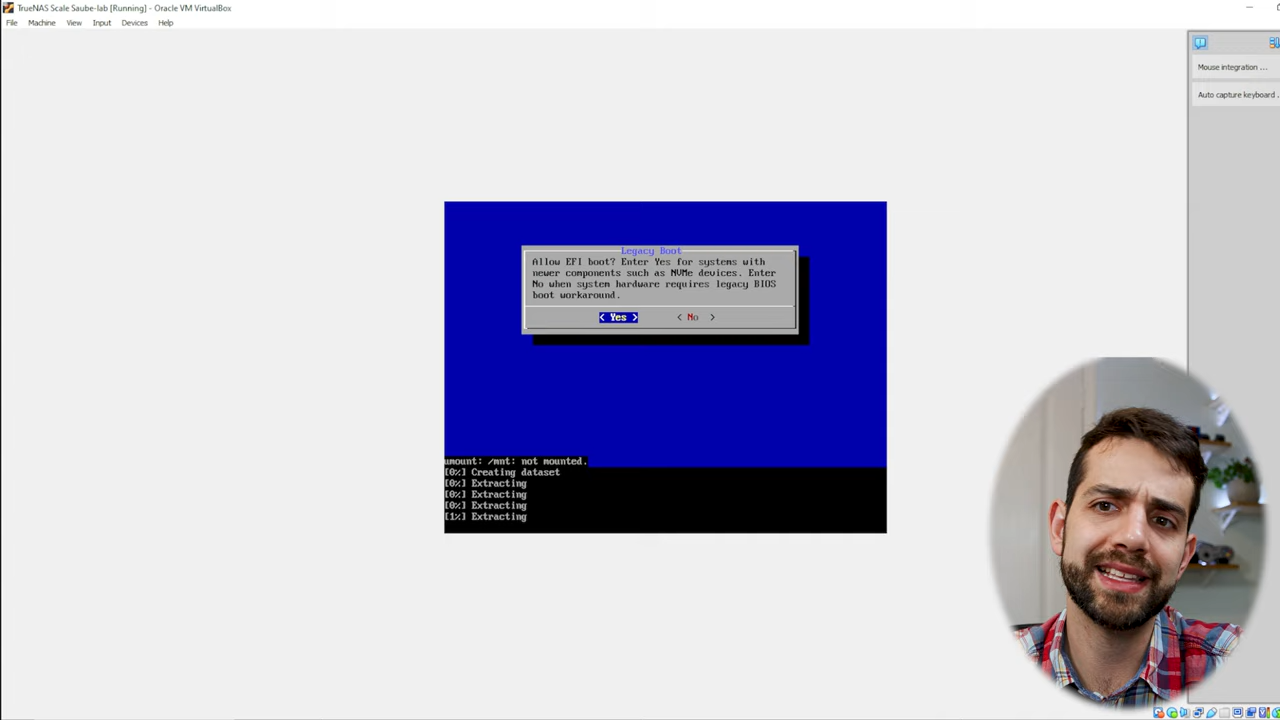 TrueNAS Scale Saube-lab [Running] - Oracle VM VirtualBox
File Machine View Input Devices Help
Mouse integration ...
Auto capture keyboard ..
Legacy Boot
Allow EFI boot? Enter Yes for systems with
newer components such as NVMe devices. Enter
No when system hardware requires legacy BIOS
boot workaround.
< Yes > < No >
umount: /mnt: not mounted.
[0%] Creating dataset
[0%] Extracting
[0%] Extracting
[0%] Extracting
[1%] Extracting